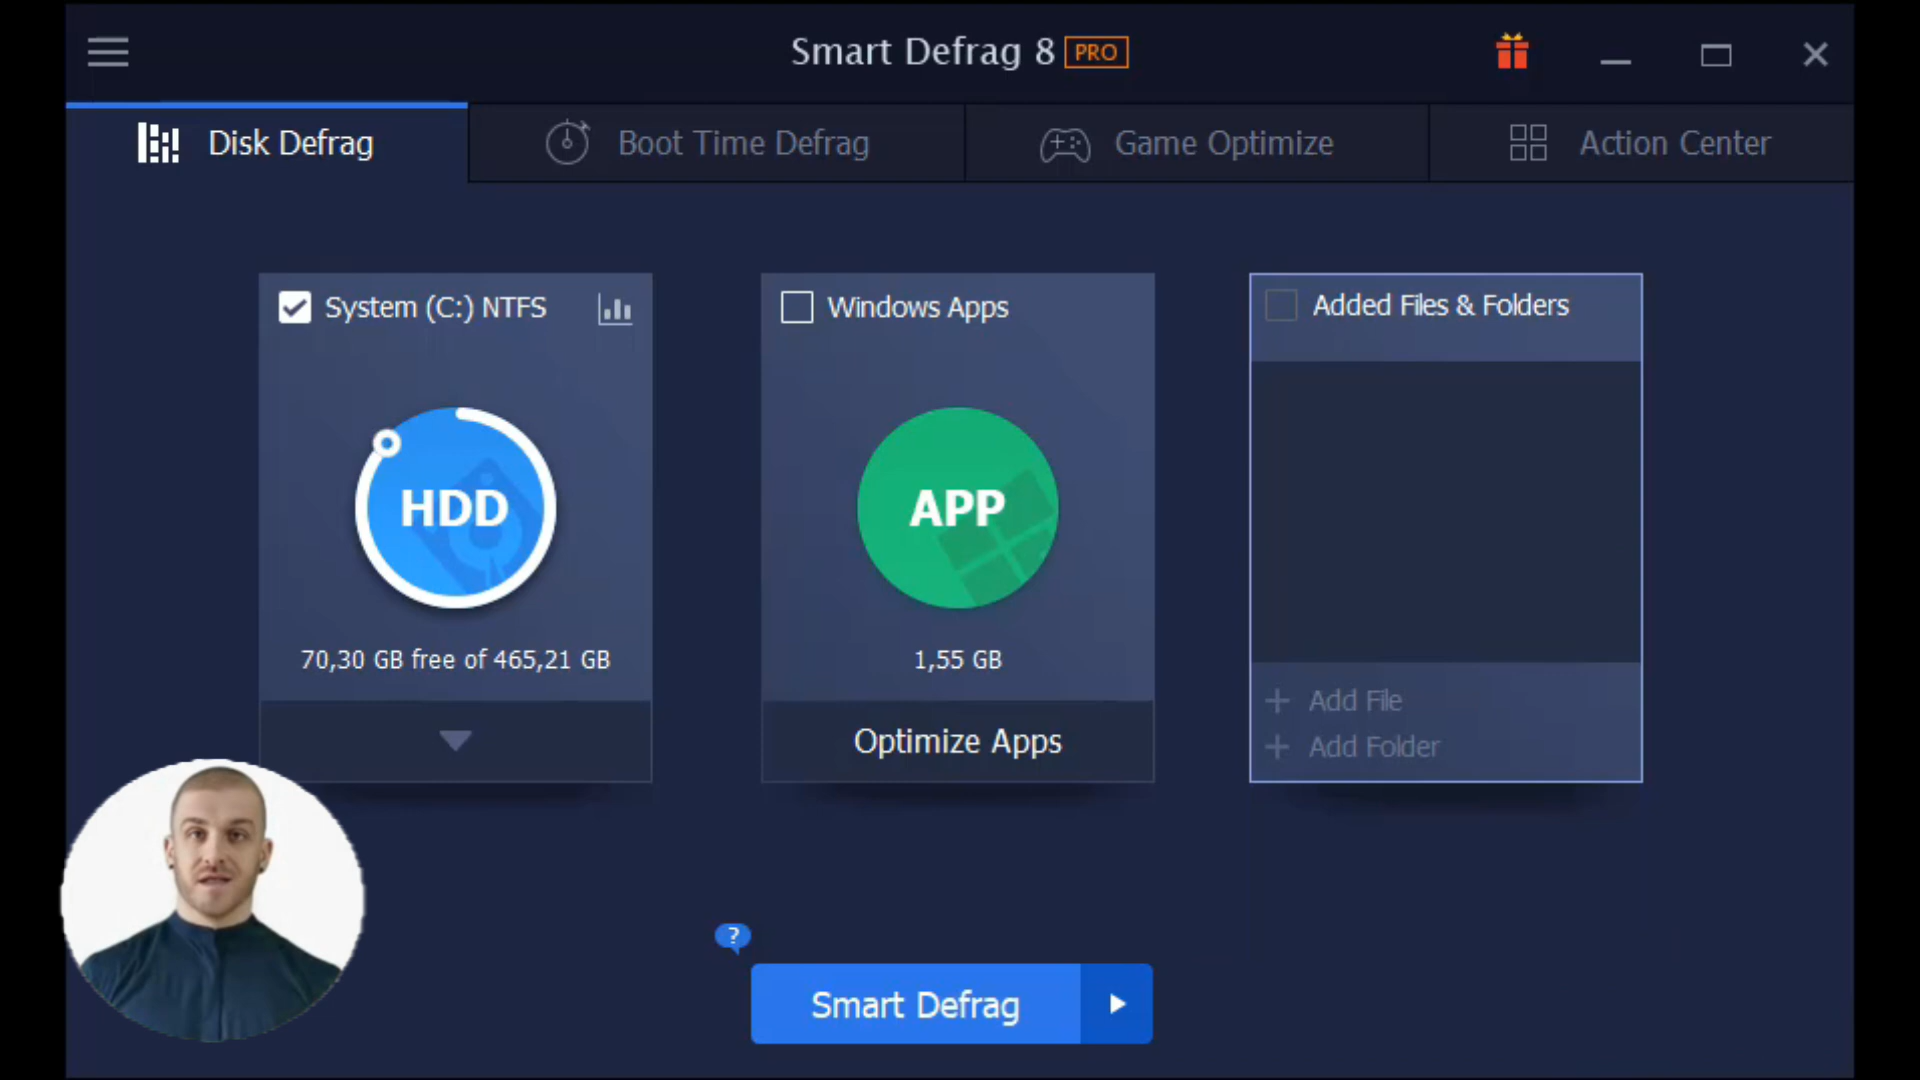 Smart Defrag 8 PRO
Disk Defrag
Boot Time Defrag
Game Optimize
Action Center
System (C:) NTFS
Windows Apps
Added Files & Folders
HDD
APP
70,30 GB free of 465,21 GB
1,55 GB
Optimize Apps
+ Add File
+ Add Folder
?
Smart Defrag